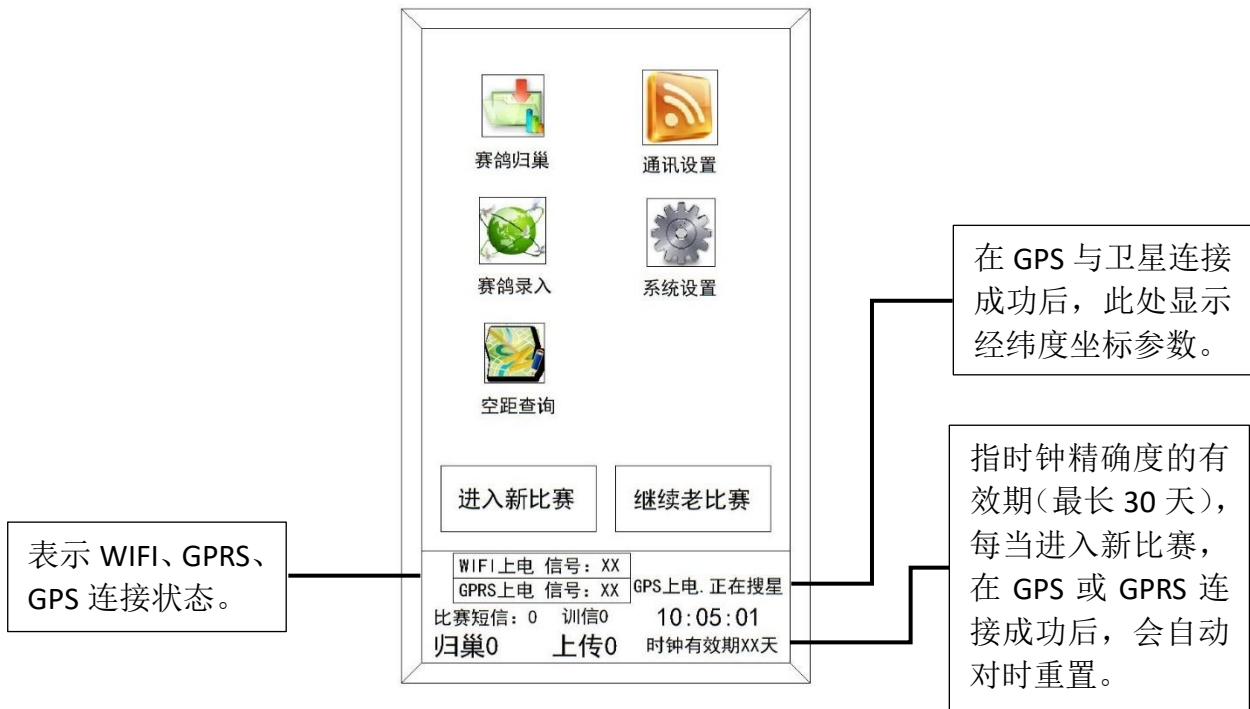 赛鸽归巢
通讯设置
赛鸽录入
系统设置
空距查询
进入新比赛
继续老比赛
WIFI上电 信号：XX
GPRS上电 信号：XX
GPS上电.正在搜星
比赛短信：0 训信0
10:05:01
归巢0 上传0
时钟有效期XX天
表示 WIFI、GPRS、
GPS 连接状态。
在 GPS 与卫星连接
成功后，此处显示
经纬度坐标参数。
指时钟精确度的有
效期（最长 30 天），
每当进入新比赛，
在 GPS 或 GPRS 连
接成功后，会自动
对时重置。